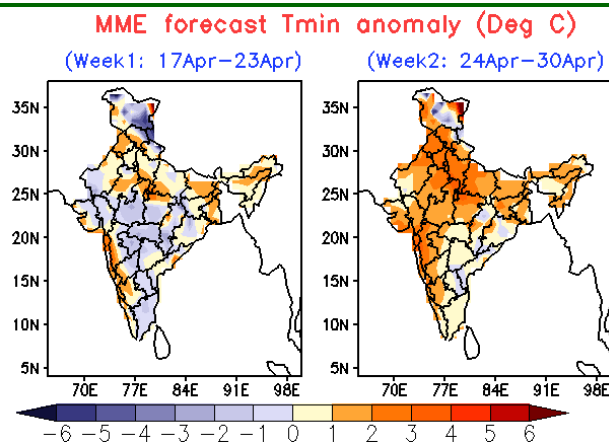 MME forecast Tmin anomaly (Deg C)
(Week1: 17Apr-23Apr) (Week2: 24Apr-30Apr)
35N 35N
30N 30N
25N 25N
20N 20N
15N 15N
10N 10N
5N 5N
70E 77E 84E 91E 98E 70E 77E 84E 91E 98E
-6 -5 -4 -3 -2 -1 0 1 2 3 4 5 6